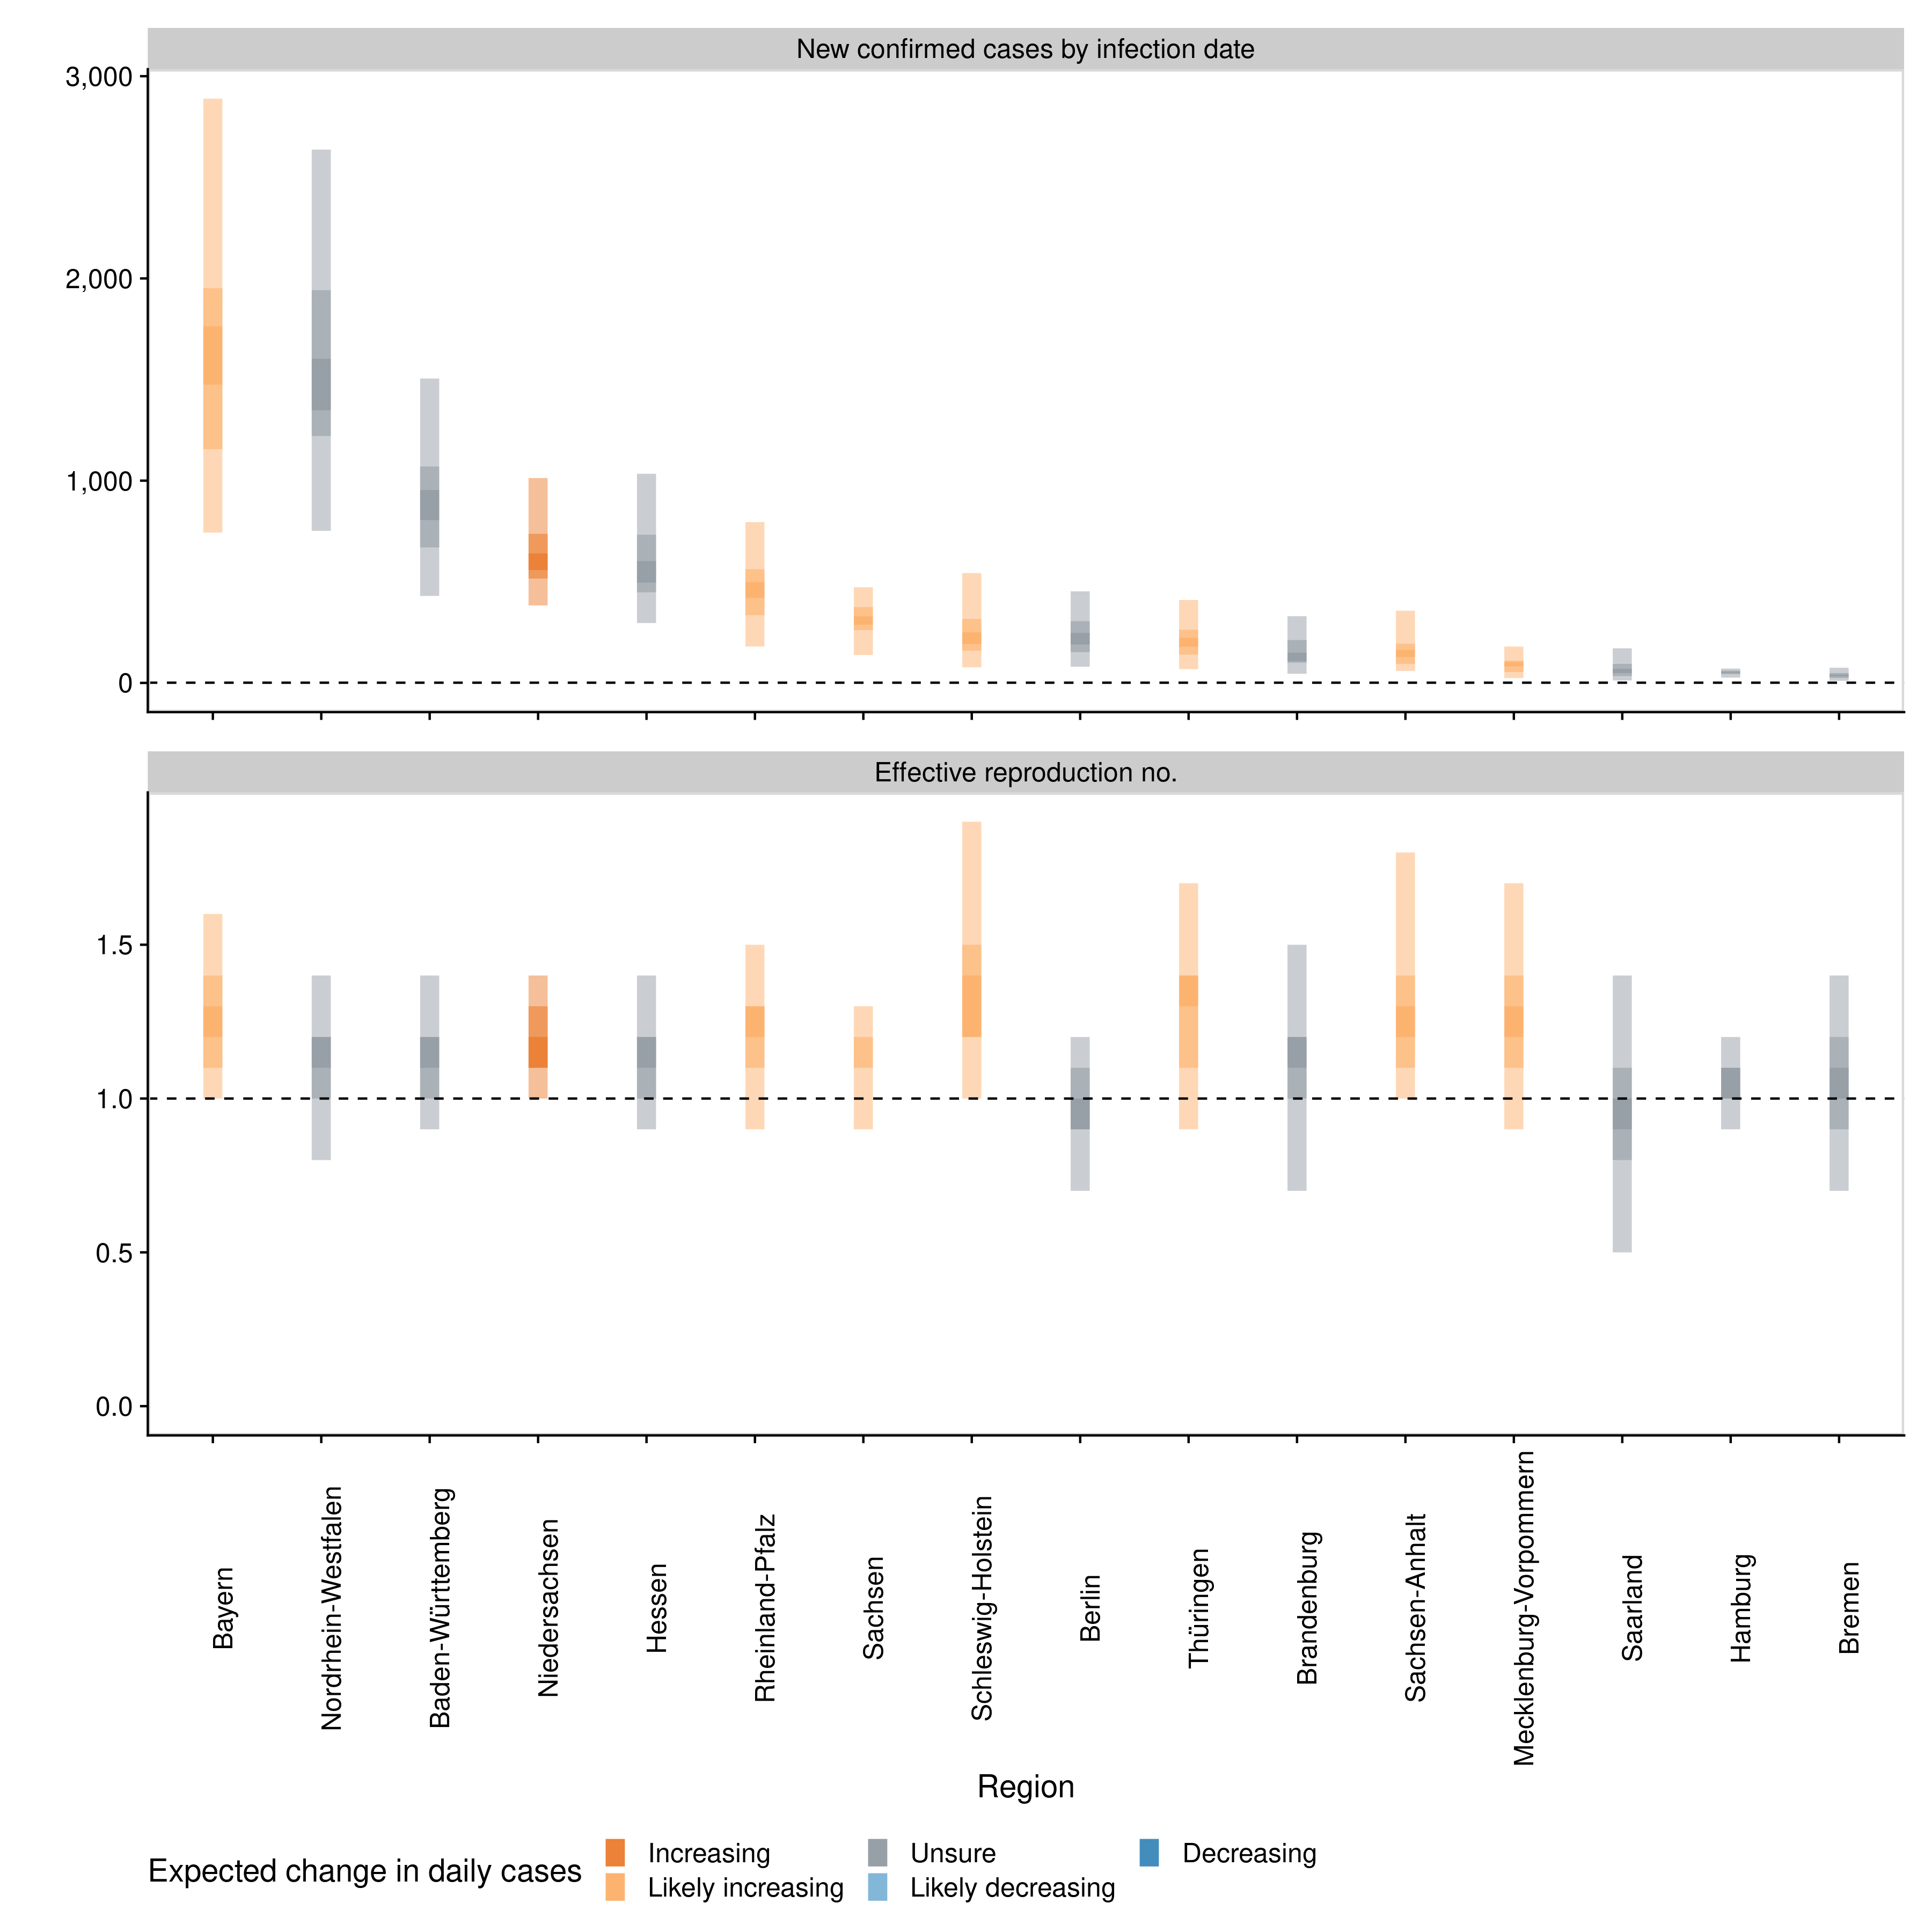 New confirmed cases by infection date
3,000
2,000
1,000
0
Effective reproduction no.
1.5
1.0
0.5
0.0
Bayern
Nordrhein-Westfalen
Baden-Württemberg
Niedersachsen
Hessen
Rheinland-Pfalz
Sachsen
Schleswig-Holstein
Berlin
Thüringen
Brandenburg
Sachsen-Anhalt
Mecklenburg-Vorpommern
Saarland
Hamburg
Bremen
Region
Expected change in daily cases
Increasing
Likely increasing
Unsure
Likely decreasing
Decreasing